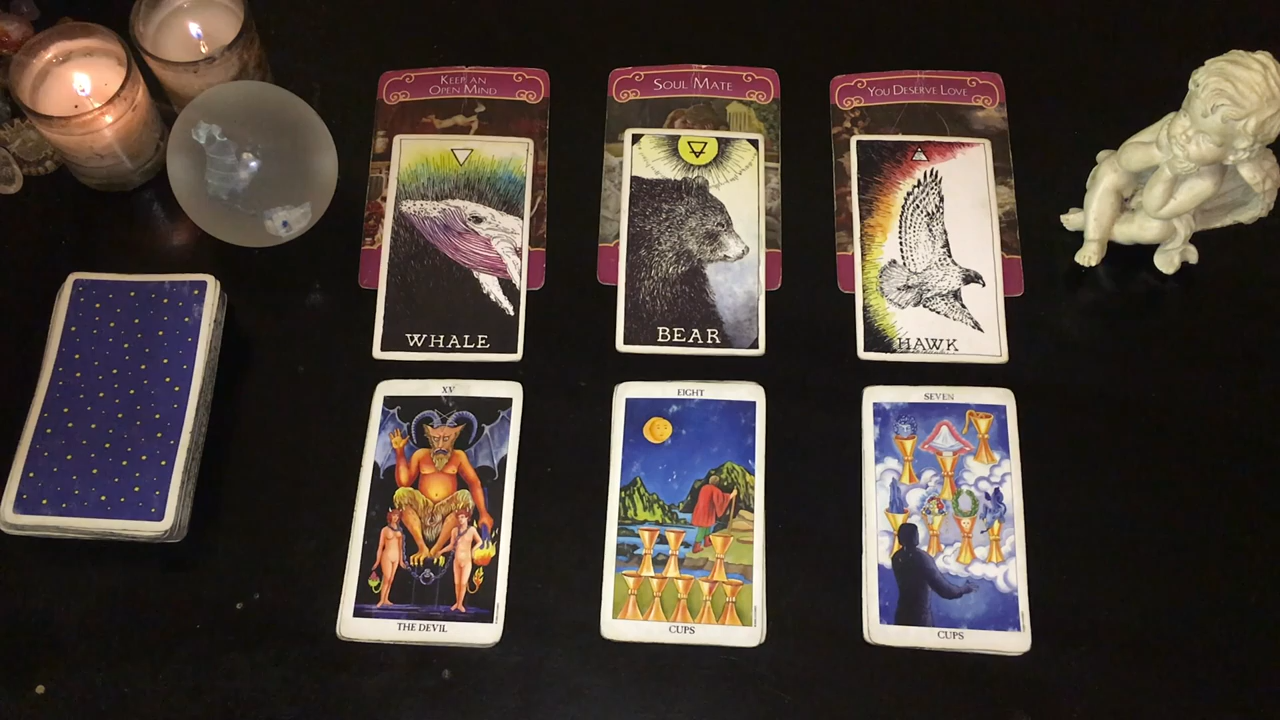 KEEP AN
OPEN MIND
SOUL MATE
YOU DESERVE LOVE
WHALE
BEAR
HAWK
XV
THE DEVIL
EIGHT
CUPS
SEVEN
CUPS